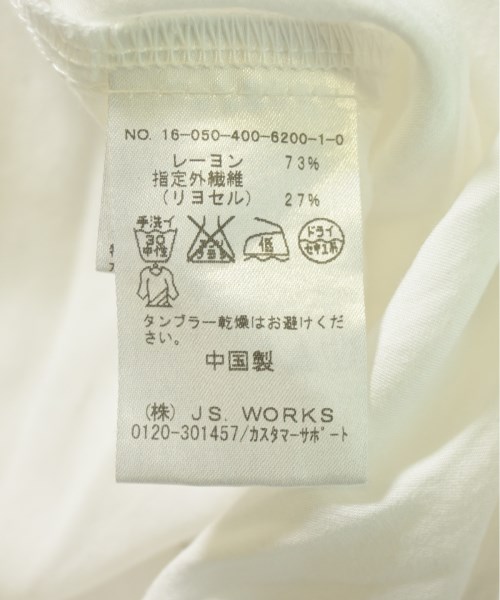 NO. 16-050-400-6200-1-0
レーヨン 73%
指定外繊維
(リヨセル) 27%
手洗イ
30
中性
低
ドライ
セキユ系
タンブラー乾燥はお避けくだ
さい。
中国製
(株) J.S. WORKS
0120-301457/カスタマーサポート